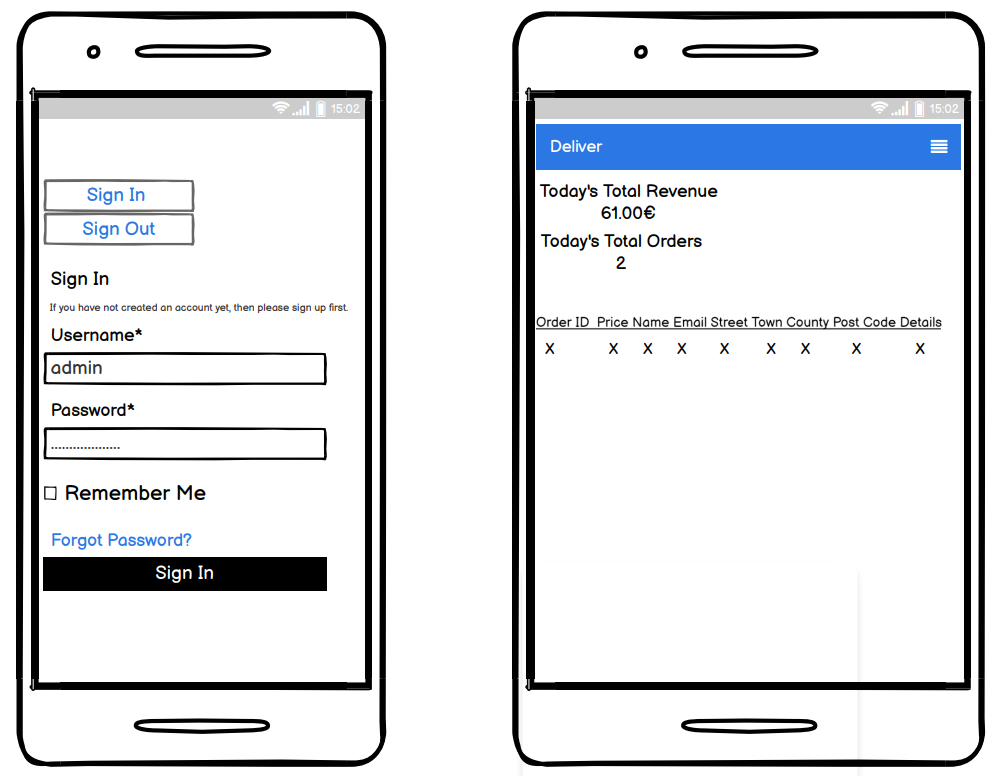 15:02
Sign In
Sign Out
Sign In
If you have not created an account yet, then please sign up first.
Username*
admin
Password*
...................
Remember Me
Forgot Password?
Sign In
15:02
Deliver
Today's Total Revenue
61.00€
Today's Total Orders
2
Order ID Price Name Email Street Town County Post Code Details
X X X X X X X X X